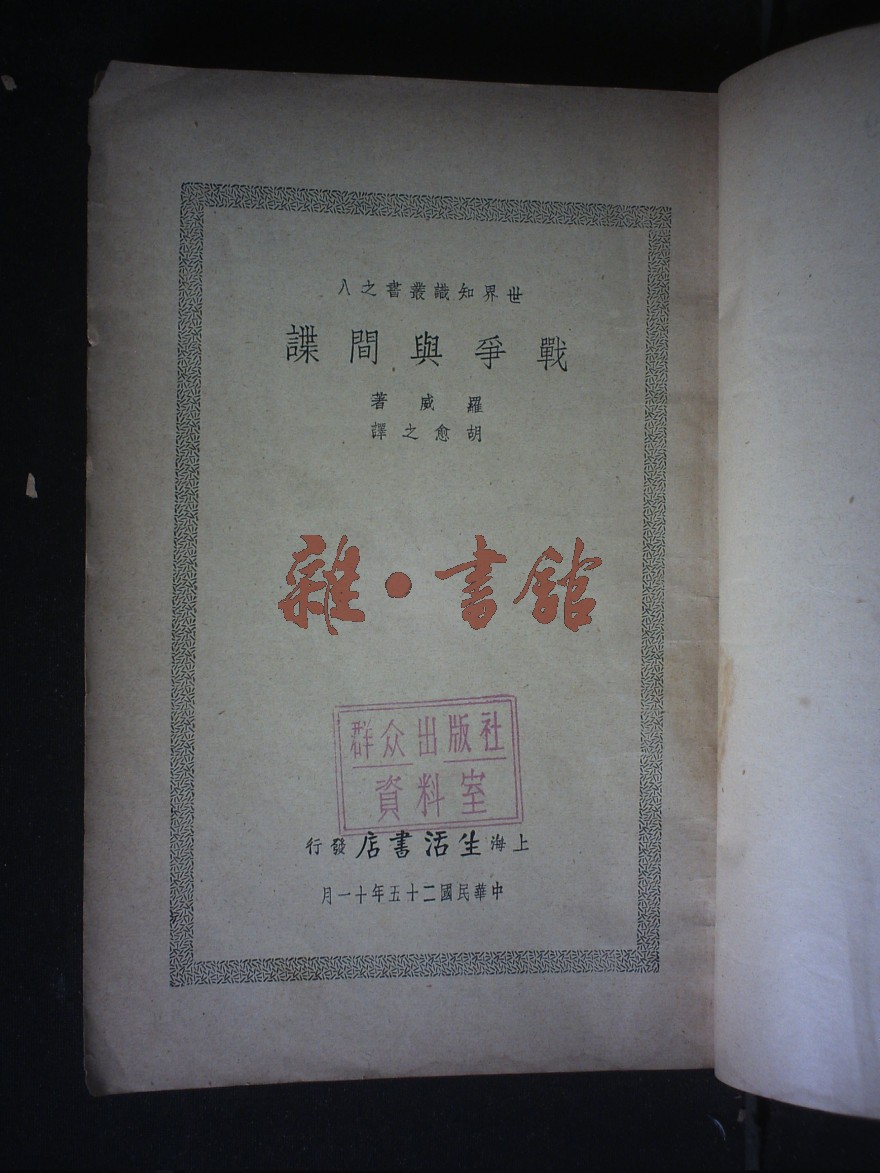 世界知識叢書之八
戰爭與間諜
羅威著
胡愈之譯
雜·書館
群众出版社
資料室
上海生活書店發行
中華民國二十五年十一月